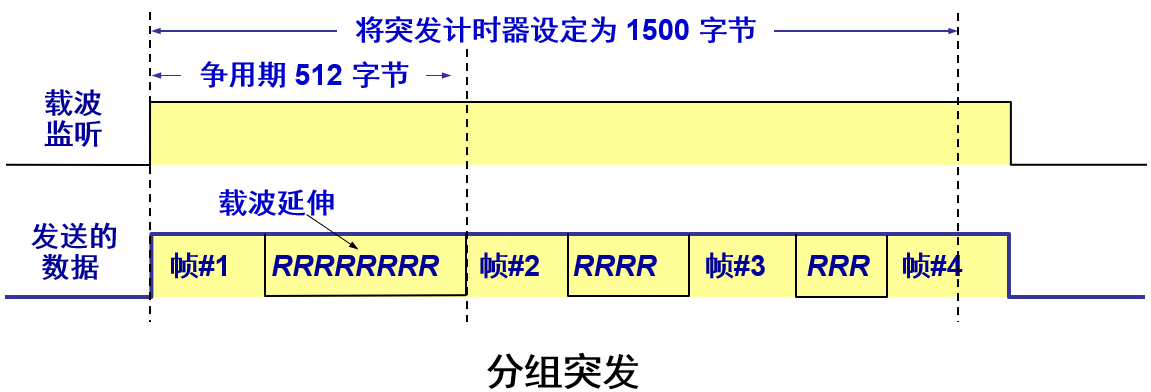 将突发计时器设定为 1500 字节
争用期 512 字节
载波
监听
载波延伸
发送的
数据
帧#1
RRRRRRRR
帧#2
RRRR
帧#3
RRR
帧#4
分组突发